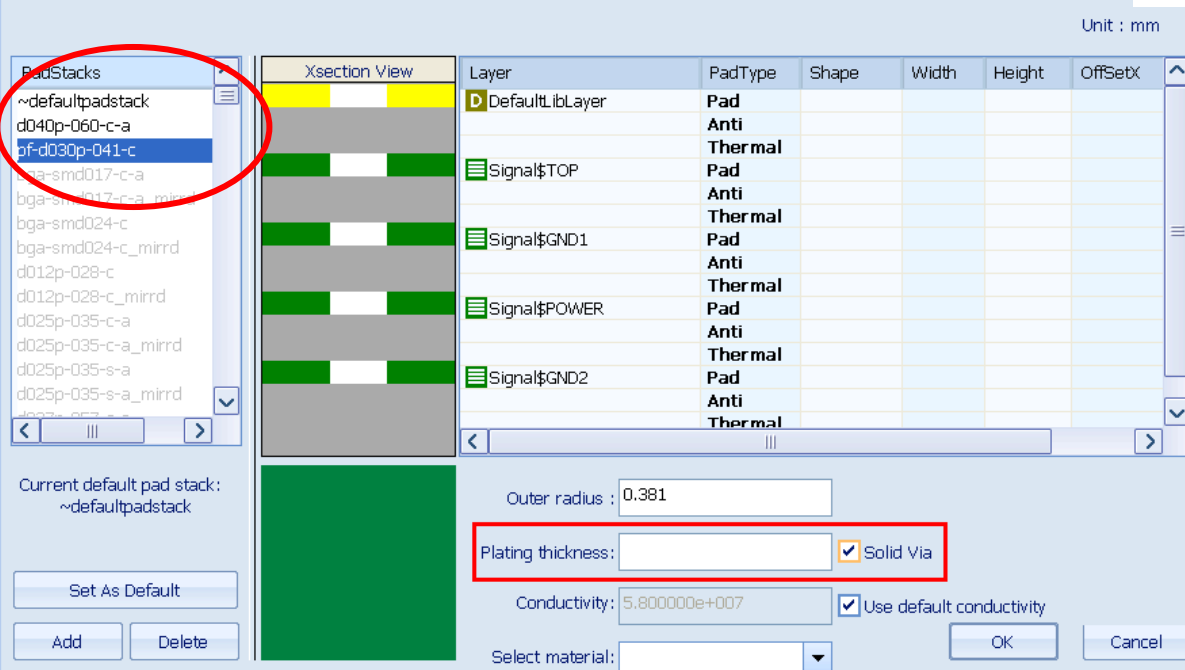 Unit : mm
PadStacks
~defaultpadstack
d040p-060-c-a
pf-d030p-041-c
bga-smd017-c-a
bga-smd017-c-a_mirrd
bga-smd024-c
bga-smd024-c_mirrd
d012p-028-c
d012p-028-c_mirrd
d025p-035-c-a
d025p-035-c-a_mirrd
d025p-035-s-a
d025p-035-s-a_mirrd
Current default pad stack:
~defaultpadstack
Set As Default
Add Delete
Xsection View
Layer PadType Shape Width Height OffSetX
D DefaultLibLayer Pad
Anti
Thermal
Signal$TOP Pad
Anti
Thermal
Signal$GND1 Pad
Anti
Thermal
Signal$POWER Pad
Anti
Thermal
Signal$GND2 Pad
Anti
Thermal
Outer radius : 0.381
Plating thickness: Solid Via
Conductivity: 5.800000e+007 Use default conductivity
Select material:
OK Cancel